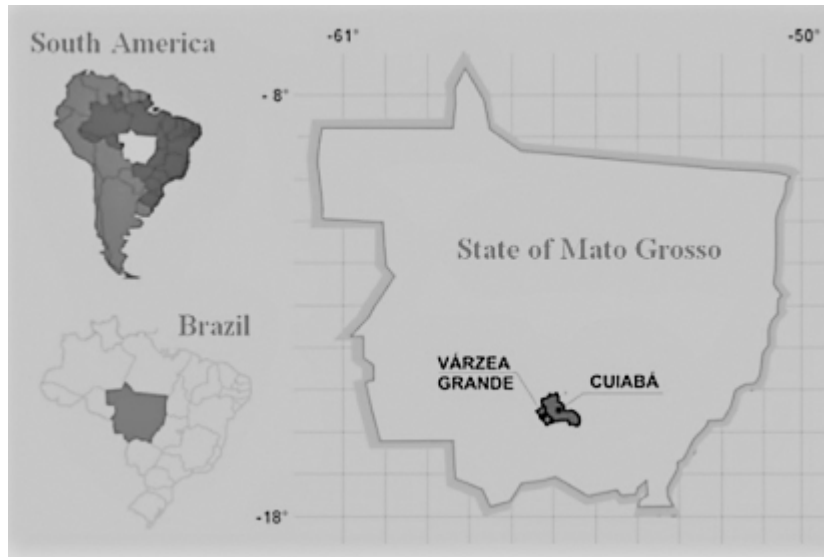 South America
-61°
-50°
- 8°
State of Mato Grosso
Brazil
VÁRZEA
GRANDE
CUIABÁ
-18°